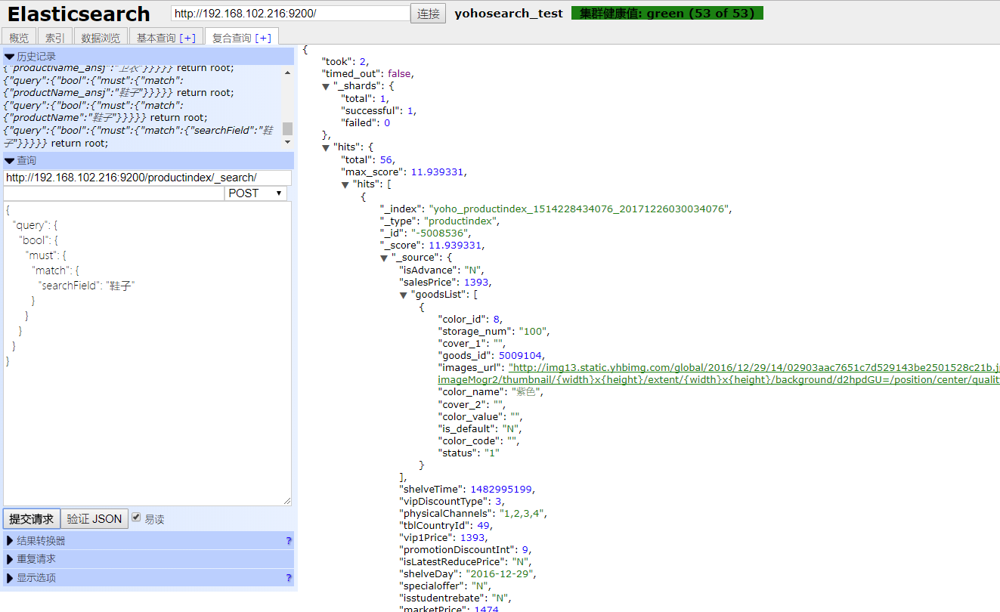 Elasticsearch
http://192.168.102.216:9200/
连接
yohosearch_test
集群健康值: green (53 of 53)
概览
索引
数据浏览
基本查询 [+]
复合查询 [+]
历史记录
{"productName_ansj":"卫衣"}}}}} return root;
{"query":{"bool":{"must":{"match":
{"productName_ansj":"鞋子"}}}}} return root;
{"query":{"bool":{"must":{"match":
{"productName":"鞋子"}}}}} return root;
{"query":{"bool":{"must":{"match":{"searchField":"鞋
子"}}}}} return root;
查询
http://192.168.102.216:9200/productindex/_search/
POST
{
"query": {
"bool": {
"must": {
"match": {
"searchField": "鞋子"
}
}
}
}
}
提交请求
验证 JSON
易读
结果转换器
?
重复请求
显示选项
?
{
"took": 2,
"timed_out": false,
"_shards": {
"total": 1,
"successful": 1,
"failed": 0
},
"hits": {
"total": 56,
"max_score": 11.939331,
"hits": [
{
"_index": "yoho_productindex_1514228434076_20171226030034076",
"_type": "productindex",
"_id": "-5008536",
"_score": 11.939331,
"_source": {
"isAdvance": "N",
"salesPrice": 1393,
"goodsList": [
{
"color_id": 8,
"storage_num": "100",
"cover_1": "",
"goods_id": 5009104,
"images_url": "http://img13.static.yhbimg.com/global/2016/12/29/14/02903aac7651c7d529143be2501528c21b.j
imageMogr2/thumbnail/{width}x{height}/extent/{width}x{height}/background/d2hpdGU=/position/center/qualit
"color_name": "紫色",
"cover_2": "",
"color_value": "",
"is_default": "N",
"color_code": "",
"status": "1"
}
],
"shelveTime": 1482995199,
"vipDiscountType": 3,
"physicalChannels": "1,2,3,4",
"tblCountryId": 49,
"vip1Price": 1393,
"promotionDiscountInt": 9,
"isLatestReducePrice": "N",
"shelveDay": "2016-12-29",
"specialoffer": "N",
"isstudentrebate": "N",
"marketPrice": 1474,